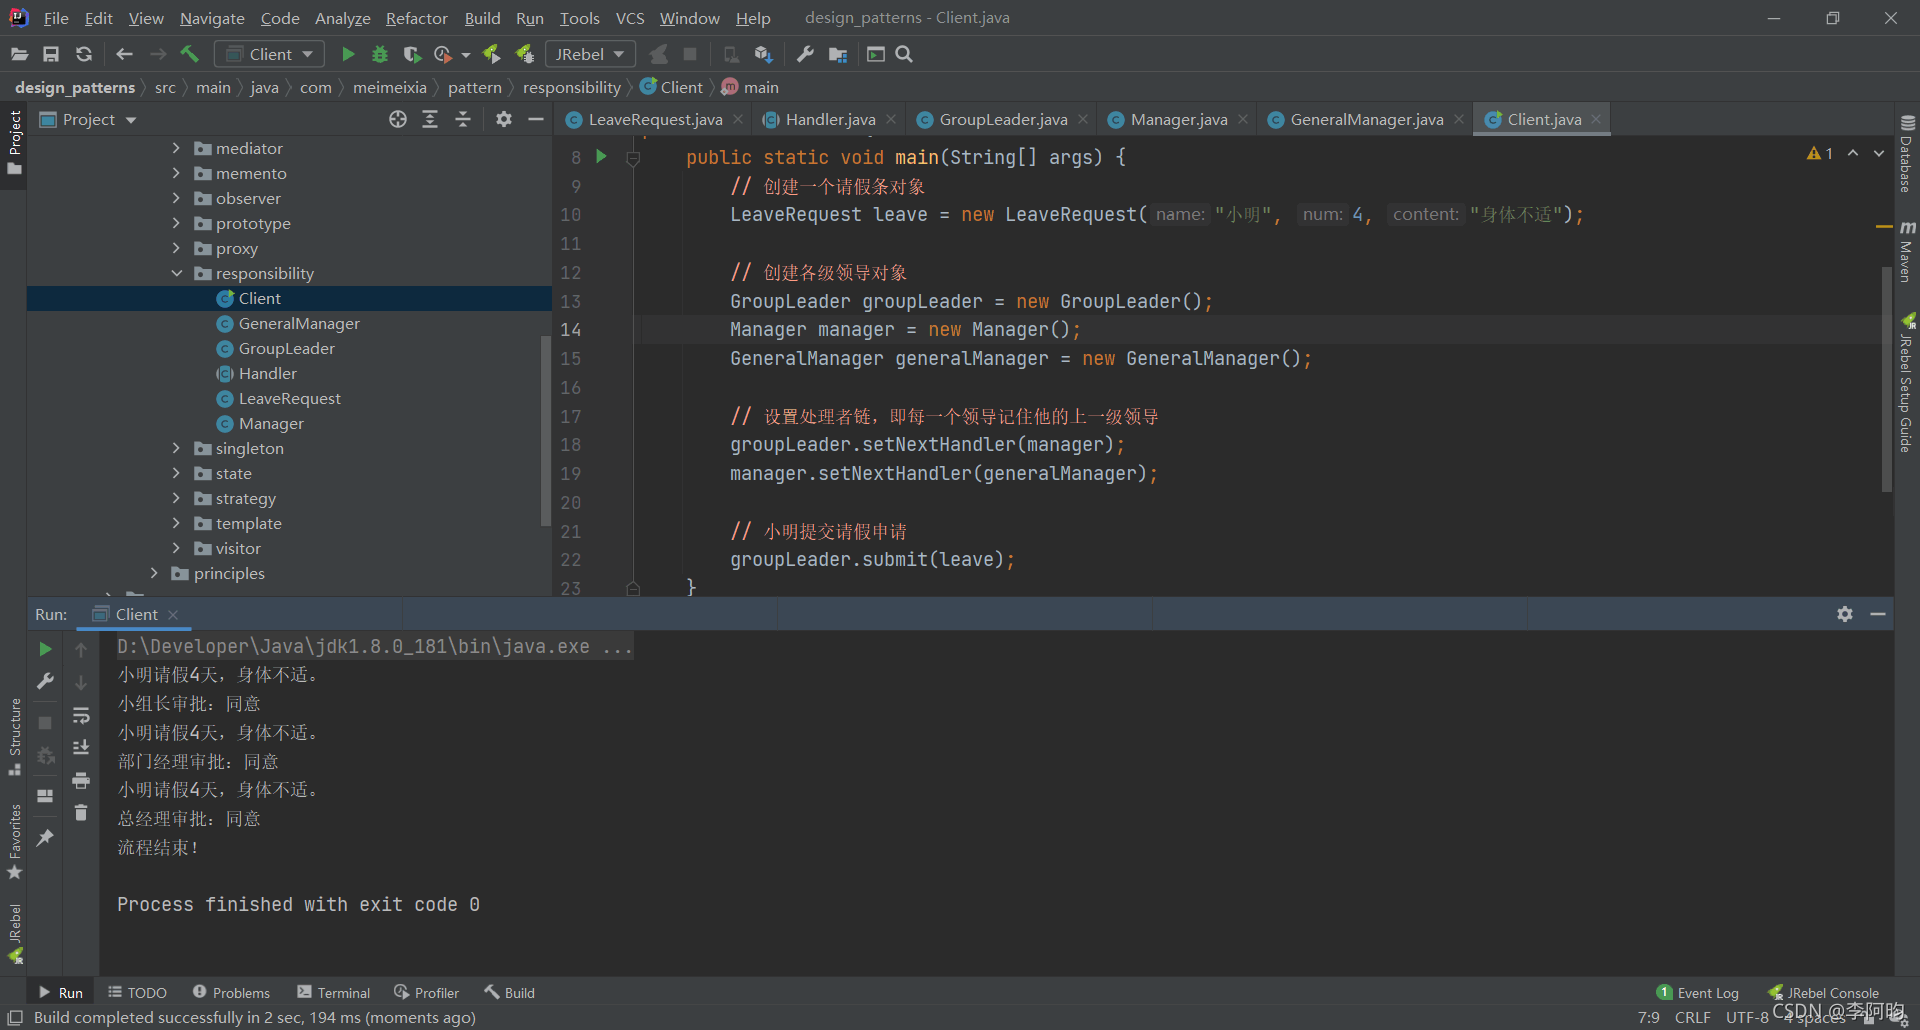 File Edit View Navigate Code Analyze Refactor Build Run Tools VCS Window Help design_patterns - Client.java
Client JRebel
design_patterns src main java com meimeixia pattern responsibility Client main
Project
Project
LeaveRequest.java Handler.java GroupLeader.java Manager.java GeneralManager.java Client.java
mediator
memento
observer
prototype
proxy
responsibility
Client
GeneralManager
GroupLeader
Handler
LeaveRequest
Manager
singleton
state
strategy
template
visitor
principles
8 public static void main(String[] args) {
9 // 创建一个请假条对象
10 LeaveRequest leave = new LeaveRequest( name: "小明", num: 4, content: "身体不适");
11
12 // 创建各级领导对象
13 GroupLeader groupLeader = new GroupLeader();
14 Manager manager = new Manager();
15 GeneralManager generalManager = new GeneralManager();
16
17 // 设置处理者链，即每一个领导记住他的上一级领导
18 groupLeader.setNextHandler(manager);
19 manager.setNextHandler(generalManager);
20
21 // 小明提交请假申请
22 groupLeader.submit(leave);
23 }
1
Database
Maven
JRebel Setup Guide
Run: Client
D:\Developer\Java\jdk1.8.0_181\bin\java.exe ...
小明请假4天，身体不适。
小组长审批：同意
小明请假4天，身体不适。
部门经理审批：同意
小明请假4天，身体不适。
总经理审批：同意
流程结束！
Process finished with exit code 0
Structure
Favorites
JRebel
Run TODO Problems Terminal Profiler Build 1 Event Log JRebel Console
Build completed successfully in 2 sec, 194 ms (moments ago) 7:9 CRLF UTF-8 4 spaces
CSDN @李阿昀